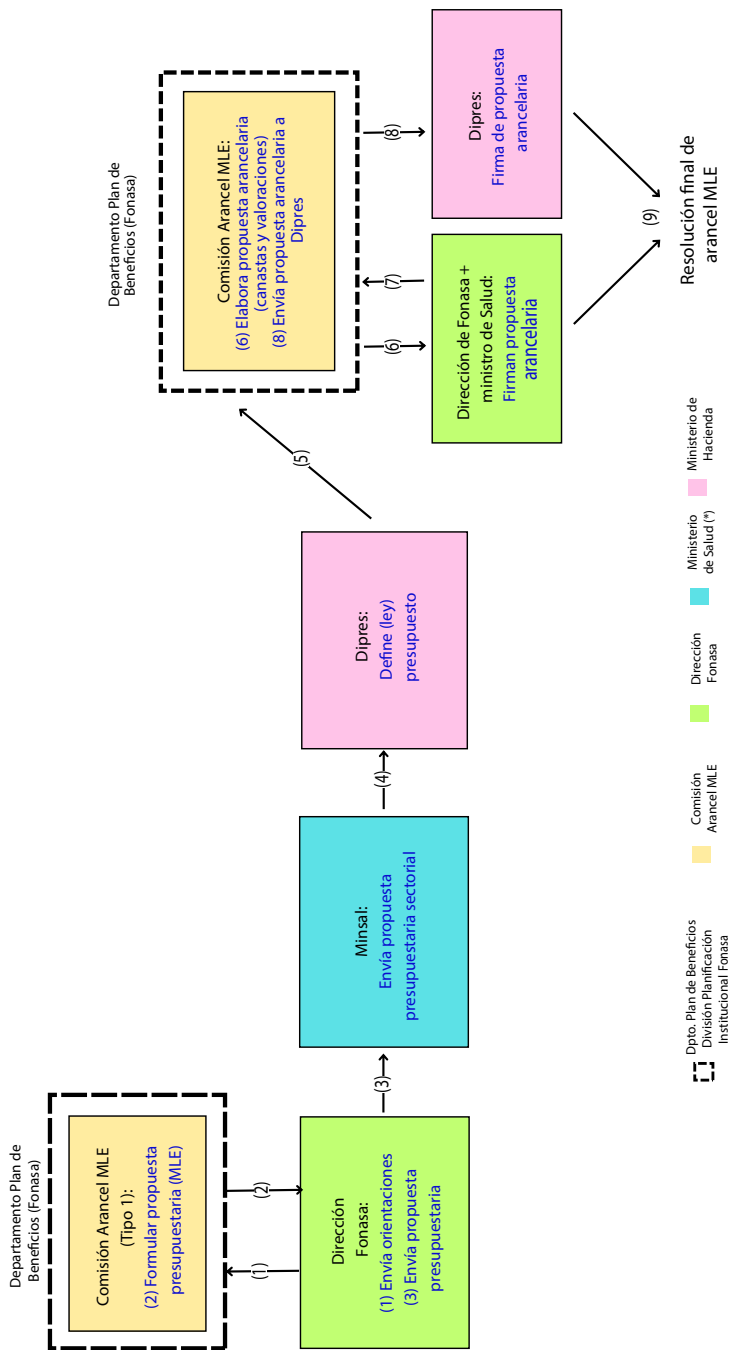 Departamento Plan de
Beneficios (Fonasa)
Comisión Arancel MLE
(Tipo 1):
(2) Formular propuesta
presupuestaria (MLE)
(1)
(2)
Dirección
Fonasa:
(1) Envía orientaciones
(3) Envía propuesta
presupuestaria
(3)
Minsal:
Envía propuesta
presupuestaria sectorial
(4)
Dipres:
Define (ley)
presupuesto
(5)
Departamento Plan de
Beneficios (Fonasa)
Comisión Arancel MLE:
(6) Elabora propuesta arancelaria
(canastas y valoraciones)
(8) Envía propuesta arancelaria a
Dipres
(6)
(7)
(8)
Dirección de Fonasa +
ministro de Salud:
Firman propuesta
arancelaria
Dipres:
Firma de propuesta
arancelaria
(9)
Resolución final de
arancel MLE
Dpto. Plan de Beneficios
División Planificación
Institucional Fonasa
Comisión
Arancel MLE
Dirección
Fonasa
Ministerio
de Salud (*)
Ministerio de
Hacienda